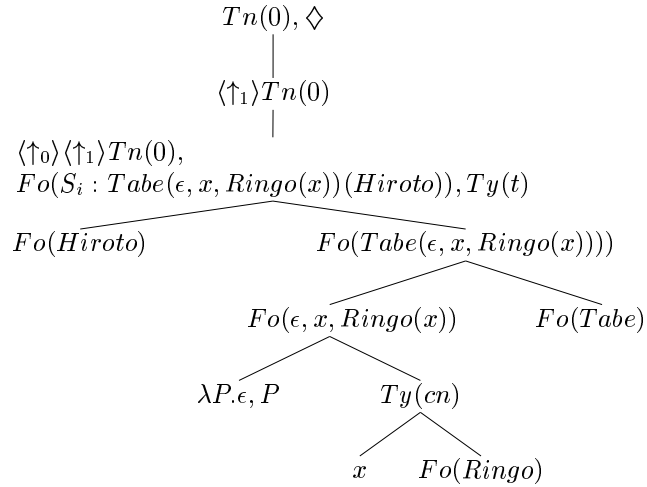 Tn(0), ♢
⟨↑₁⟩Tn(0)
⟨↑₀⟩⟨↑₁⟩Tn(0),
Fo(Sᵢ : Tabe(ϵ, x, Ringo(x))(Hiroto)), Ty(t)
Fo(Hiroto) Fo(Tabe(ϵ, x, Ringo(x))))
Fo(ϵ, x, Ringo(x)) Fo(Tabe)
λP.ϵ, P Ty(cn)
x Fo(Ringo)